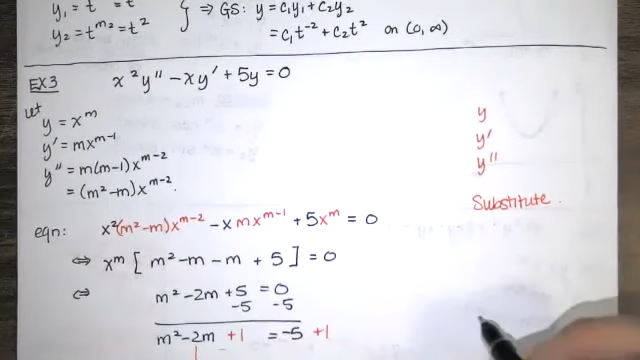 y₁ = t = t
y₂ = t^m₂ = t²
⇒ GS: y = c₁y₁ + c₂y₂
= c₁t⁻² + c₂t² on (0, ∞)
EX3 x²y'' - xy' + 5y = 0
let
y = x^m
y' = mx^(m-1)
y'' = m(m-1)x^(m-2)
= (m²-m)x^(m-2).
y
y'
y''
Substitute.
eqn: x²(m²-m)x^(m-2) - x mx^(m-1) + 5x^m = 0
⇔ x^m [m² - m - m + 5] = 0
⇔ m² - 2m + 5 = 0
-5 -5
m² - 2m + 1 = -5 + 1